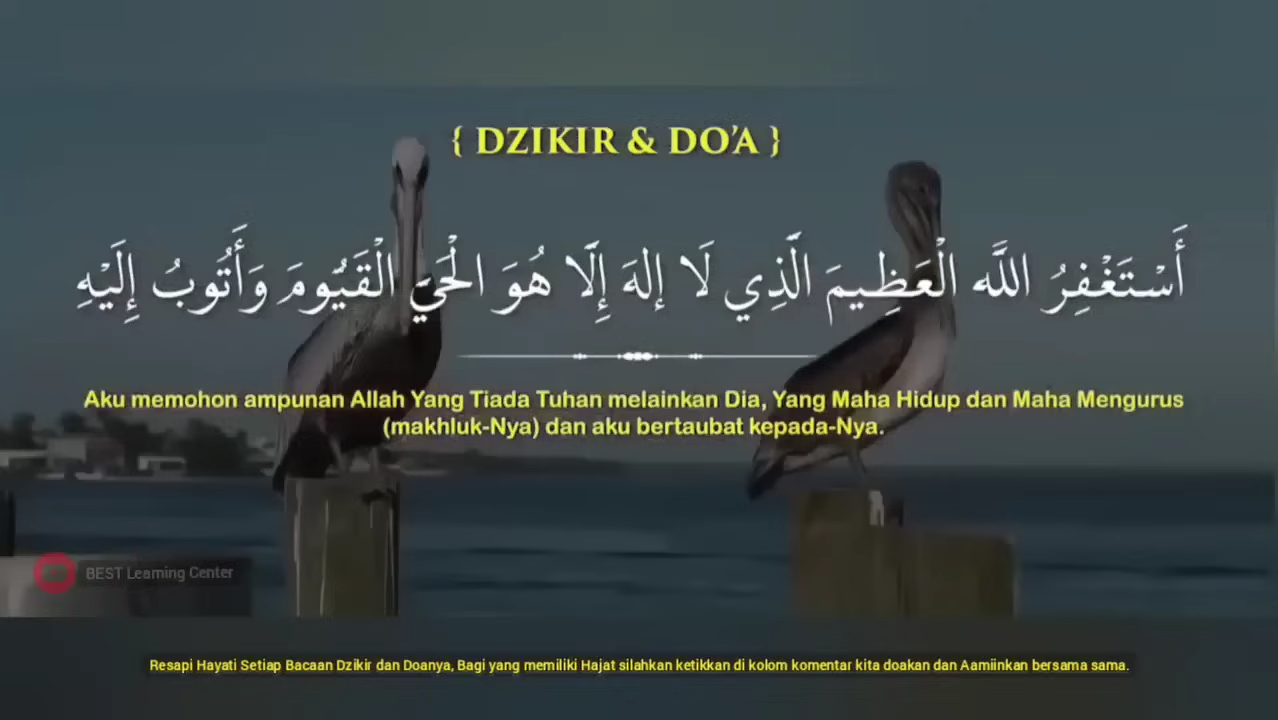 { DZIKIR & DO’A }
أَسْتَغْفِرُ اللَّه الْعَظِيمَ الَّذِي لَا إلهَ إِلَّا هُوَ الْحَيَّ الْقَيُّومَ وَأَتُوبُ إِلَيْهِ
Aku memohon ampunan Allah Yang Tiada Tuhan melainkan Dia, Yang Maha Hidup dan Maha Mengurus
(makhluk-Nya) dan aku bertaubat kepada-Nya.
BEST Learning Center
Resapi Hayati Setiap Bacaan Dzikir dan Doanya, Bagi yang memiliki Hajat silahkan ketikkan di kolom komentar kita doakan dan Aamiinkan bersama sama.